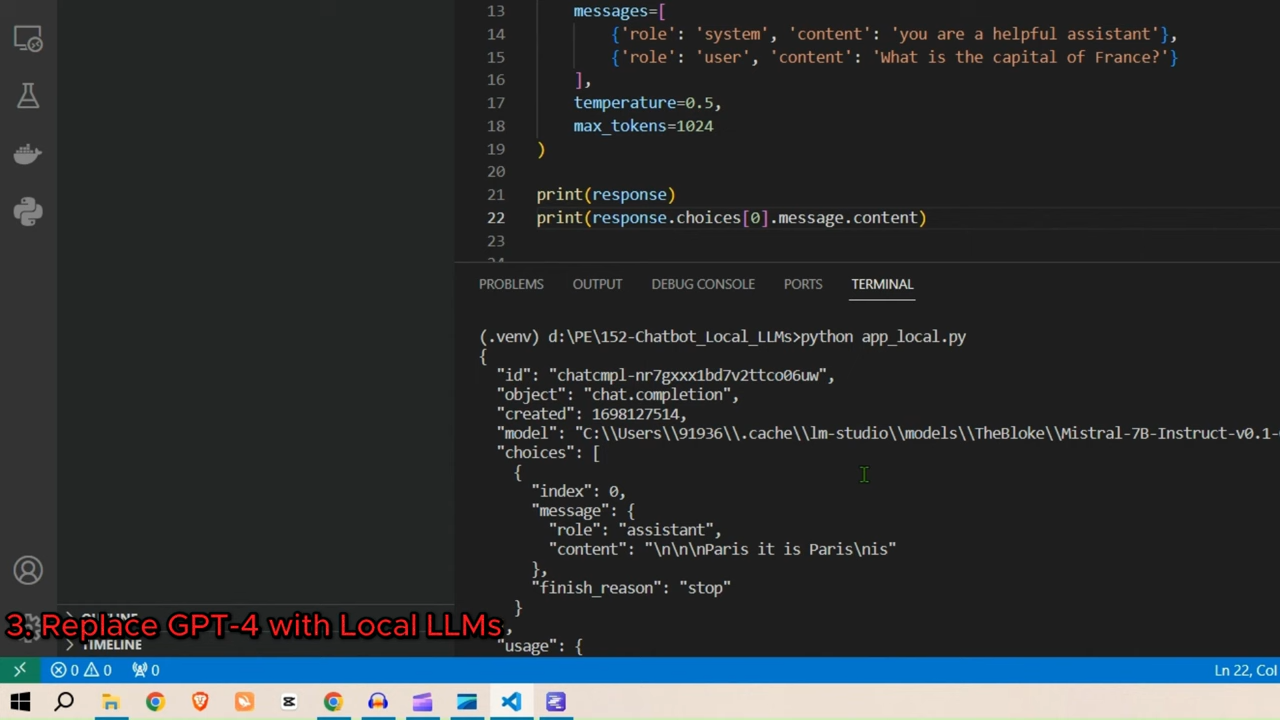 13 messages=[
14 {'role': 'system', 'content': 'you are a helpful assistant'},
15 {'role': 'user', 'content': 'What is the capital of France?'}
16 ],
17 temperature=0.5,
18 max_tokens=1024
19 )
20
21 print(response)
22 print(response.choices[0].message.content)
23
PROBLEMS OUTPUT DEBUG CONSOLE PORTS TERMINAL
(.venv) d:\PE\152-Chatbot_Local_LLMs>python app_local.py
{
"id": "chatcmpl-nr7gxxx1bd7v2ttco06uw",
"object": "chat.completion",
"created": 1698127514,
"model": "C:\\Users\\91936\\.cache\\lm-studio\\models\\TheBloke\\Mistral-7B-Instruct-v0.1-
"choices": [
{
"index": 0,
"message": {
"role": "assistant",
"content": "\n\n\nParis it is Paris\nis"
},
"finish_reason": "stop"
}
,
"usage": {
OUTLINE
3. Replace GPT-4 with Local LLMs
TIMELINE
0 0 0
Ln 22, Col